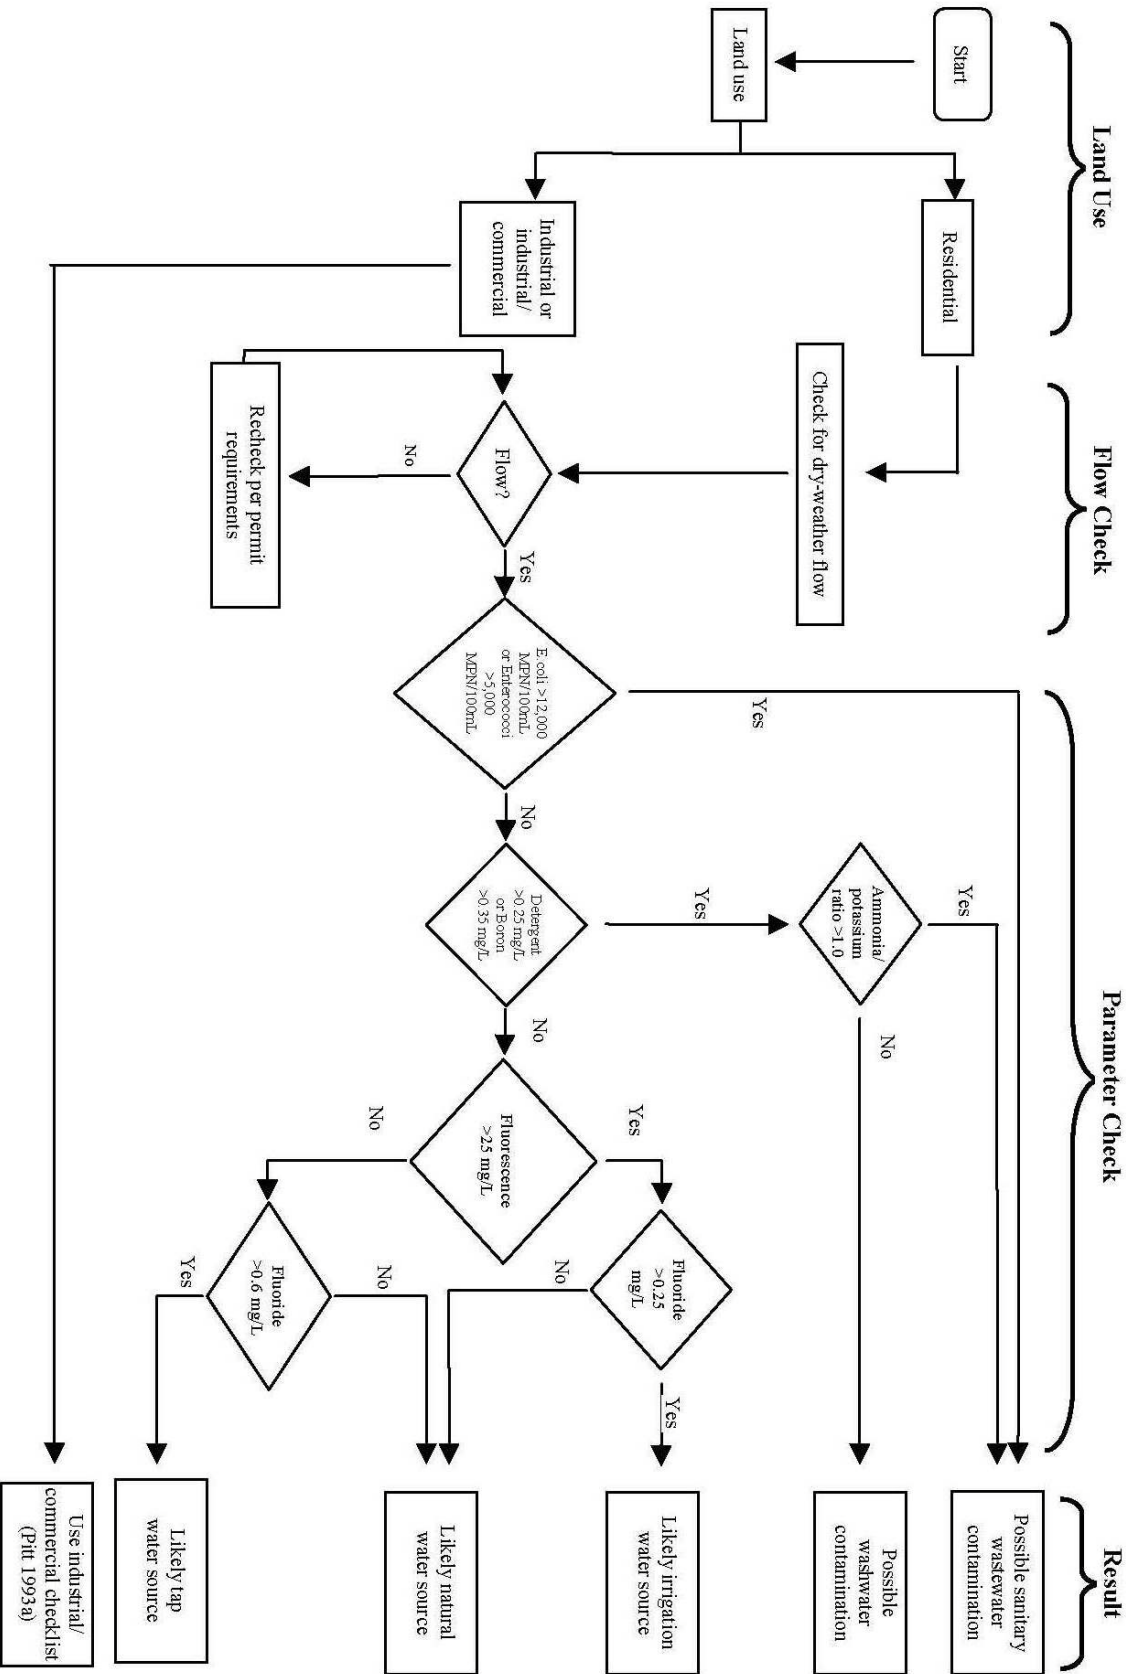 Land Use
Flow Check
Parameter Check
Result
Start
Land use
Residential
Industrial or
industrial/
commercial
Check for dry-weather flow
Flow?
No
Recheck per permit
requirements
Yes
E.coli >12,000
MPN/100mL
or Enterococci
>5,000
MPN/100mL
Yes
No
Detergent
>0.25 mg/L
or Boron
>0.35 mg/L
Yes
Ammonia/
potassium
ratio >1.0
Yes
No
No
Fluorescence
>25 mg/L
Yes
Fluoride
>0.25
mg/L
No
Yes
No
Fluoride
>0.6 mg/L
No
Yes
Possible sanitary
wastewater
contamination
Possible
washwater
contamination
Likely irrigation
water source
Likely natural
water source
Likely tap
water source
Use industrial/
commercial checklist
(Pitt 1993a)